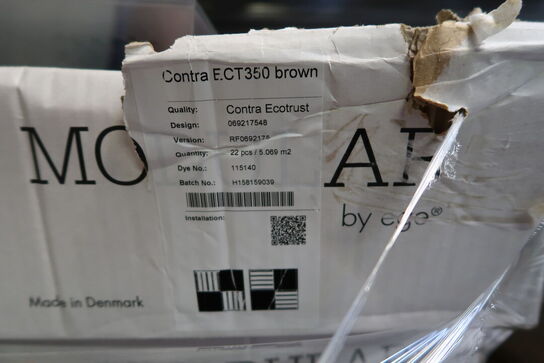 Contra ECT350 brown
Quality: Contra Ecotrust
Design: 069217548
Version: RF0692175
Quantity: 22 pcs / 5.069 m2
Dye No.: 115140
Batch No.: H158159039
Installation:
MO AR
by ege®
Made in Denmark